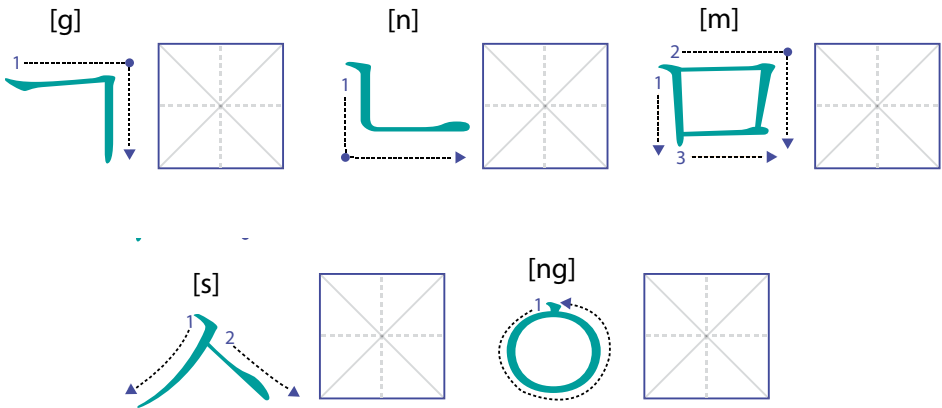 [g] [n] [m]
1 ㄱ 1 ㄴ 2 1 ㅁ 3
[s] [ng]
1 2 ㅅ 1 ㅇ